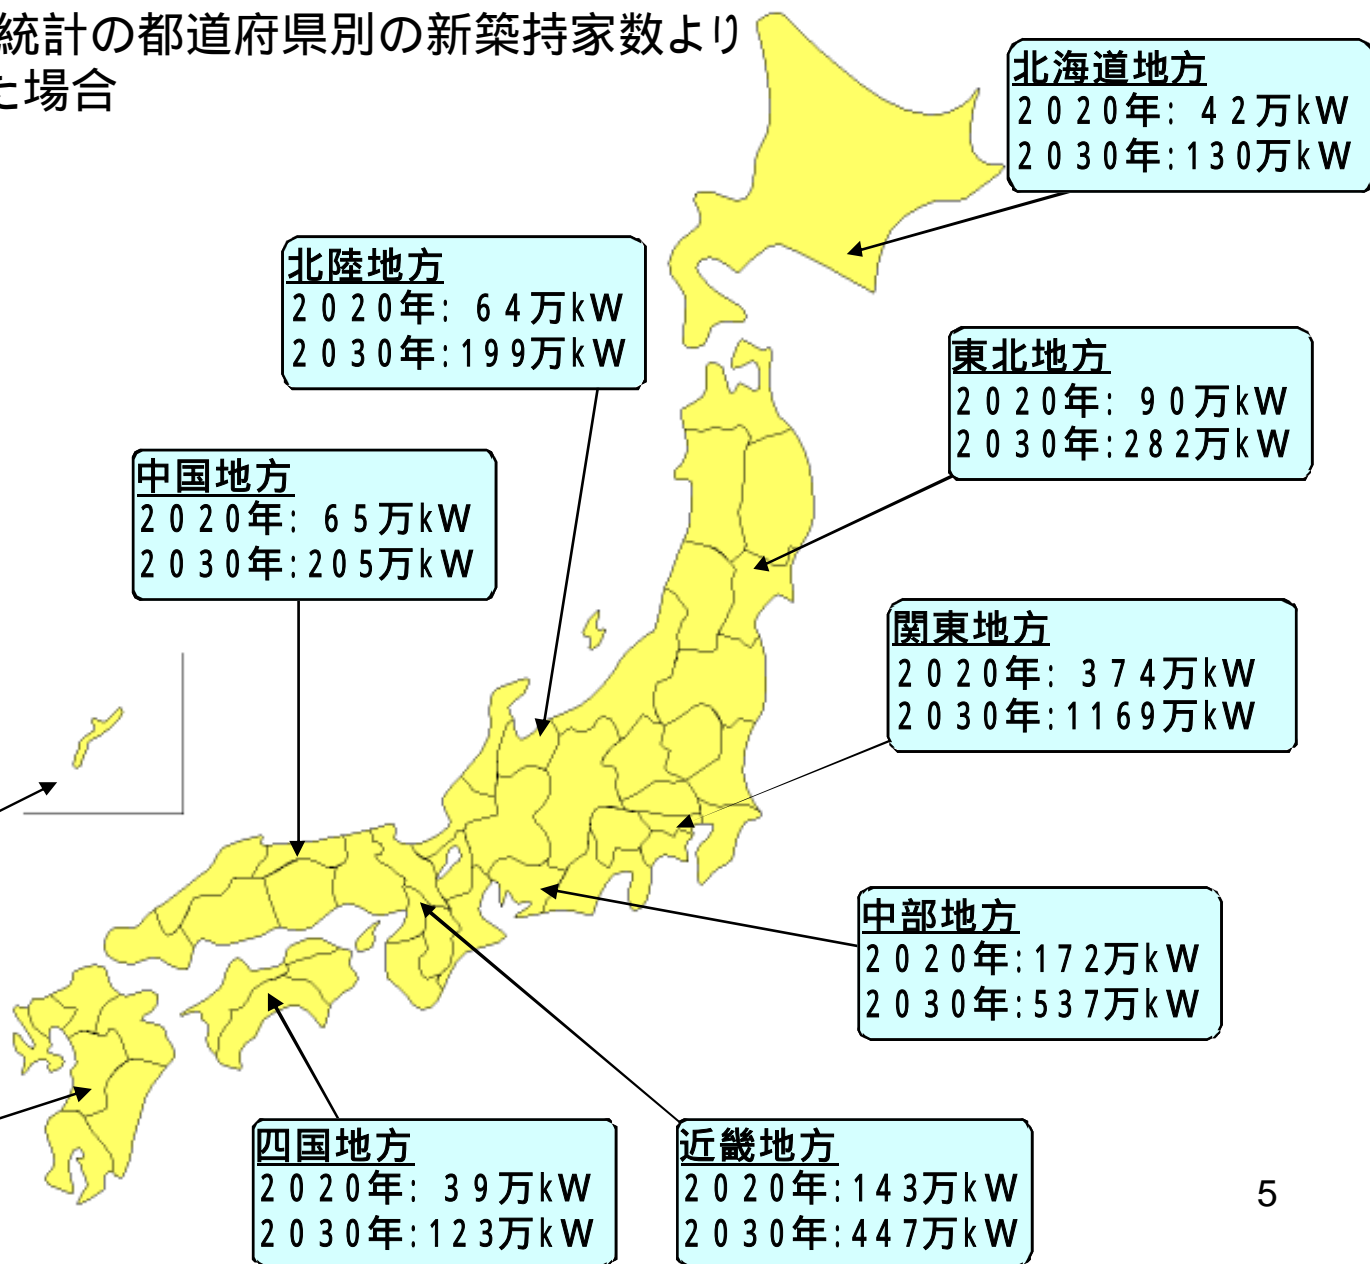 統計の都道府県別の新築持家数より
た場合
北海道地方
2020年: 42万kW
2030年:130万kW
北陸地方
2020年: 64万kW
2030年:199万kW
東北地方
2020年: 90万kW
2030年:282万kW
中国地方
2020年: 65万kW
2030年:205万kW
関東地方
2020年: 374万kW
2030年:1169万kW
中部地方
2020年:172万kW
2030年:537万kW
四国地方
2020年: 39万kW
2030年:123万kW
近畿地方
2020年:143万kW
2030年:447万kW
5